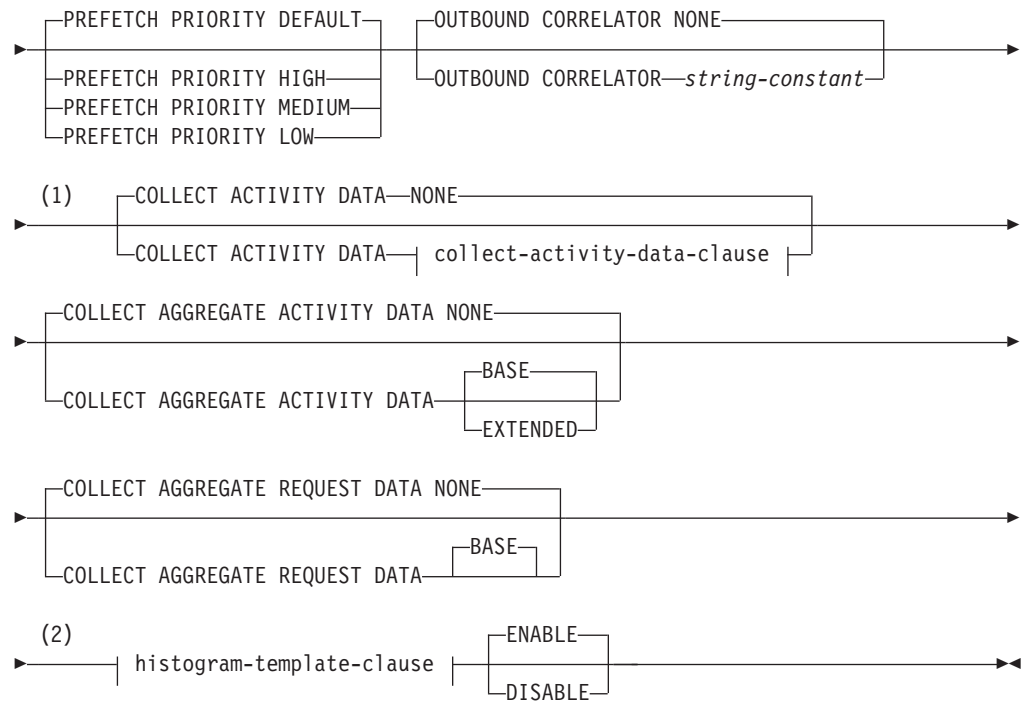 PREFETCH PRIORITY DEFAULT OUTBOUND CORRELATOR NONE
PREFETCH PRIORITY HIGH OUTBOUND CORRELATOR string-constant
PREFETCH PRIORITY MEDIUM
PREFETCH PRIORITY LOW
(1) COLLECT ACTIVITY DATA NONE
COLLECT ACTIVITY DATA collect-activity-data-clause
COLLECT AGGREGATE ACTIVITY DATA NONE
BASE
COLLECT AGGREGATE ACTIVITY DATA
EXTENDED
COLLECT AGGREGATE REQUEST DATA NONE
BASE
COLLECT AGGREGATE REQUEST DATA
(2) ENABLE
histogram-template-clause
DISABLE